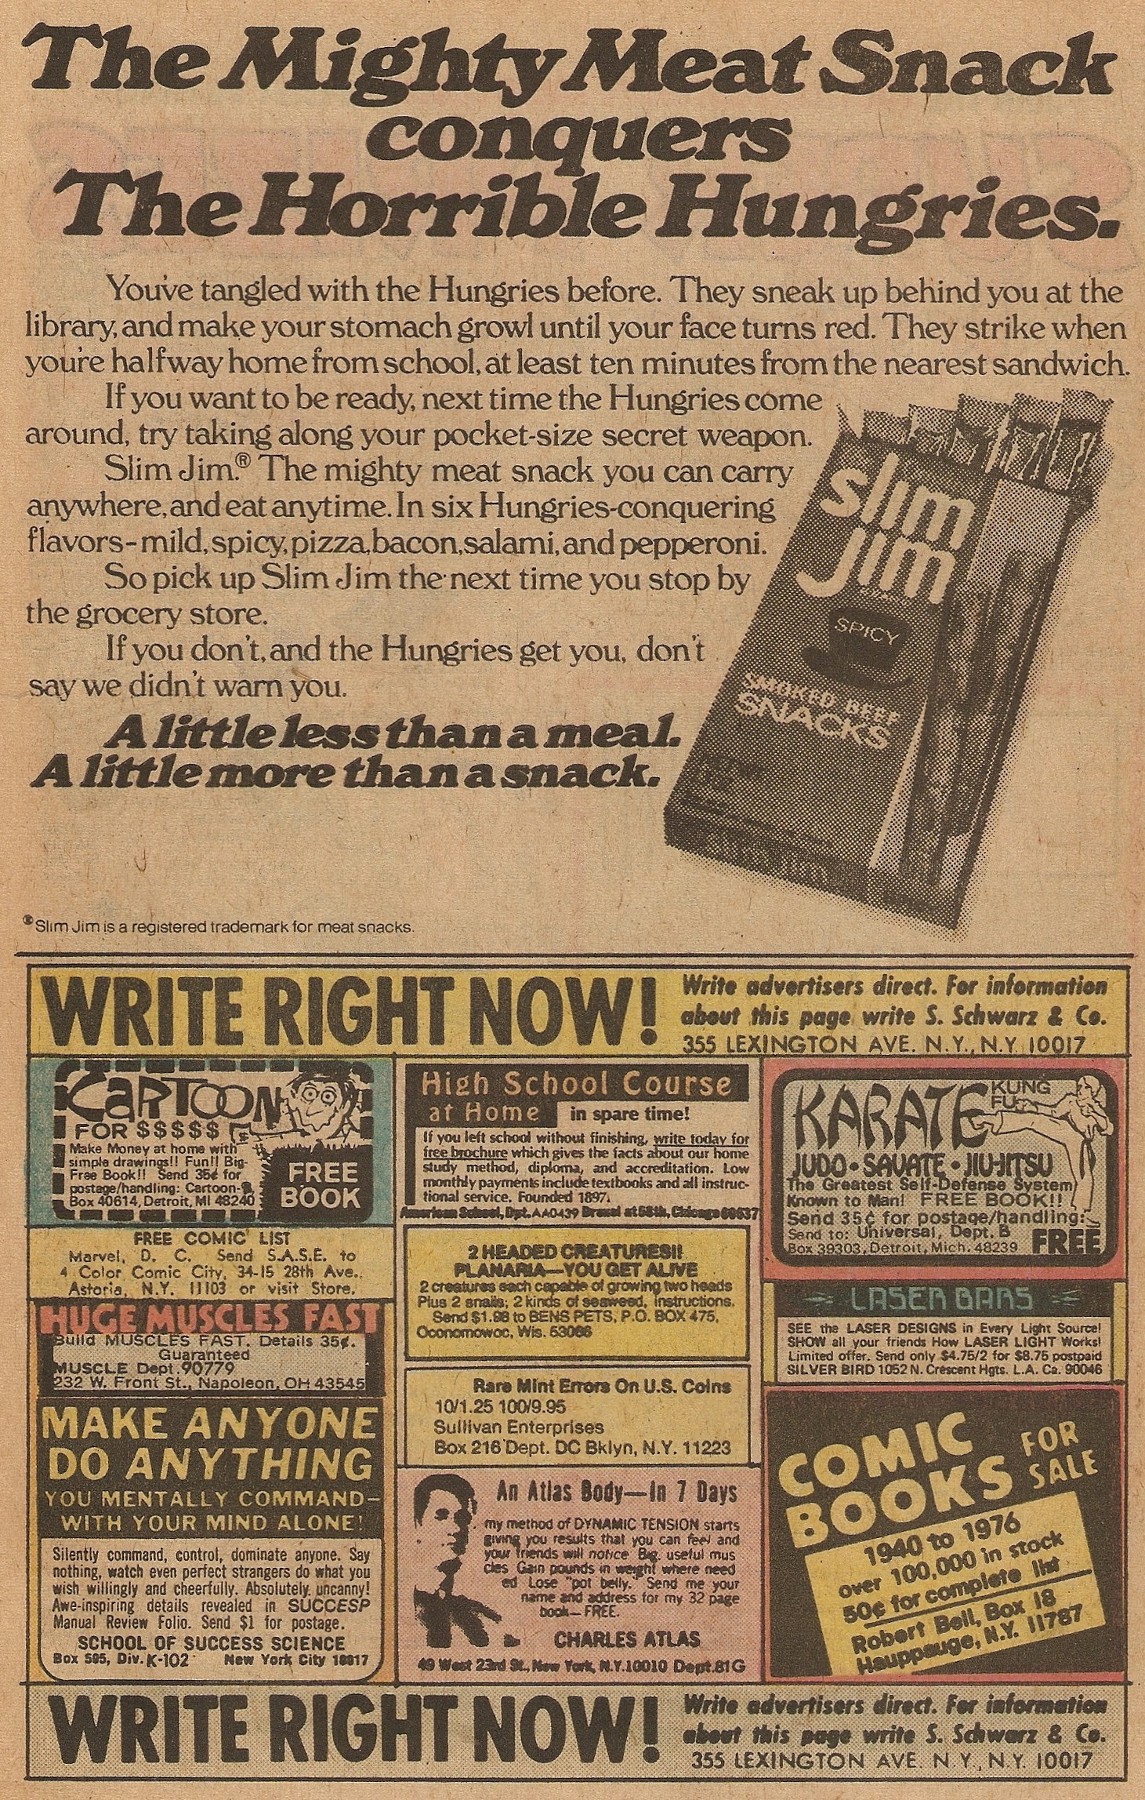 The Mighty Meat Snack
conquers
The Horrible Hungries.
You've tangled with the Hungries before. They sneak up behind you at the
library, and make your stomach growl until your face turns red. They strike when
you're halfway home from school, at least ten minutes from the nearest sandwich.
If you want to be ready, next time the Hungries come
around, try taking along your pocket-size secret weapon.
Slim Jim.® The mighty meat snack you can carry
anywhere, and eat anytime. In six Hungries-conquering
flavors-mild, spicy, pizza, bacon, salami, and pepperoni.
So pick up Slim Jim the next time you stop by
the grocery store.
If you don't, and the Hungries get you, don't
say we didn't warn you.
A little less than a meal.
A little more than a snack.
slim
jim
SPICY
SMOKED BEEF
SNACKS
®Slim Jim is a registered trademark for meat snacks.
WRITE RIGHT NOW!
Write advertisers direct. For information
about this page write S. Schwarz & Co.
355 LEXINGTON AVE. N.Y., N.Y. 10017
CARTOON
FOR $$$$$
Make Money at home with
simple drawings!! Fun!! Big
Free Book!! Send 35¢ for
postage/handling: Cartoon-B
Box 40614, Detroit, MI 48240
FREE
BOOK
FREE COMIC LIST
Marvel, D. C. Send S.A.S.E. to
4 Color Comic City, 34-15 28th Ave.,
Astoria, N.Y. 11103 or visit Store.
HUGE MUSCLES FAST
Build MUSCLES FAST. Details 35¢.
Guaranteed
MUSCLE Dept. 90779
232 W. Front St., Napoleon, OH 43545
MAKE ANYONE
DO ANYTHING
YOU MENTALLY COMMAND—
WITH YOUR MIND ALONE!
Silently command, control, dominate anyone. Say
nothing, watch even perfect strangers do what you
wish willingly and cheerfully. Absolutely uncanny!
Awe-inspiring details revealed in SUCCESP
Manual Review Folio. Send $1 for postage.
SCHOOL OF SUCCESS SCIENCE
Box 595, Div. K-102 New York City 10017
High School Course
at Home in spare time!
If you left school without finishing, write today for
free brochure which gives the facts about our home
study method, diploma, and accreditation. Low
monthly payments include textbooks and all instruc-
tional service. Founded 1897.
American School, Dpt. AA0439 Drexel at 58th, Chicago 60637
2 HEADED CREATURES!!
PLANARIA—YOU GET ALIVE
2 creatures each capable of growing two heads
Plus 2 snails; 2 kinds of seaweed, instructions.
Send $1.98 to BENS PETS, P.O. BOX 475,
Oconomowoc, Wis. 53066
Rare Mint Errors On U.S. Coins
10/1.25 100/9.95
Sullivan Enterprises
Box 216 Dept. DC Bklyn, N.Y. 11223
An Atlas Body—In 7 Days
my method of DYNAMIC TENSION starts
giving you results that you can feel and
your friends will notice Big, useful mus
cles Gain pounds in weight where need
ed Lose "pot belly." Send me your
name and address for my 32 page
book—FREE.
CHARLES ATLAS
49 West 23rd St., New York, N.Y. 10010 Dept. 81G
KARATE
KUNG
FU
JUDO • SAVATE • JIU-JITSU
The Greatest Self-Defense System
Known to Man! FREE BOOK!!
Send 35¢ for postage/handling:
Send to: Universal, Dept. B
Box 39303, Detroit, Mich. 48239 FREE
LASER BARS
SEE the LASER DESIGNS in Every Light Source!
SHOW all your friends How LASER LIGHT Works!
Limited offer. Send only $4.75/2 for $8.75 postpaid
SILVER BIRD 1052 N. Crescent Hgts. L.A. Ca. 90046
COMIC
BOOKS
FOR
SALE
1940 to 1976
over 100,000 in stock
50¢ for complete list
Robert Bell, Box 18
Hauppauge, N.Y. 11787
WRITE RIGHT NOW!
Write advertisers direct. For information
about this page write S. Schwarz & Co.
355 LEXINGTON AVE. N.Y., N.Y. 10017